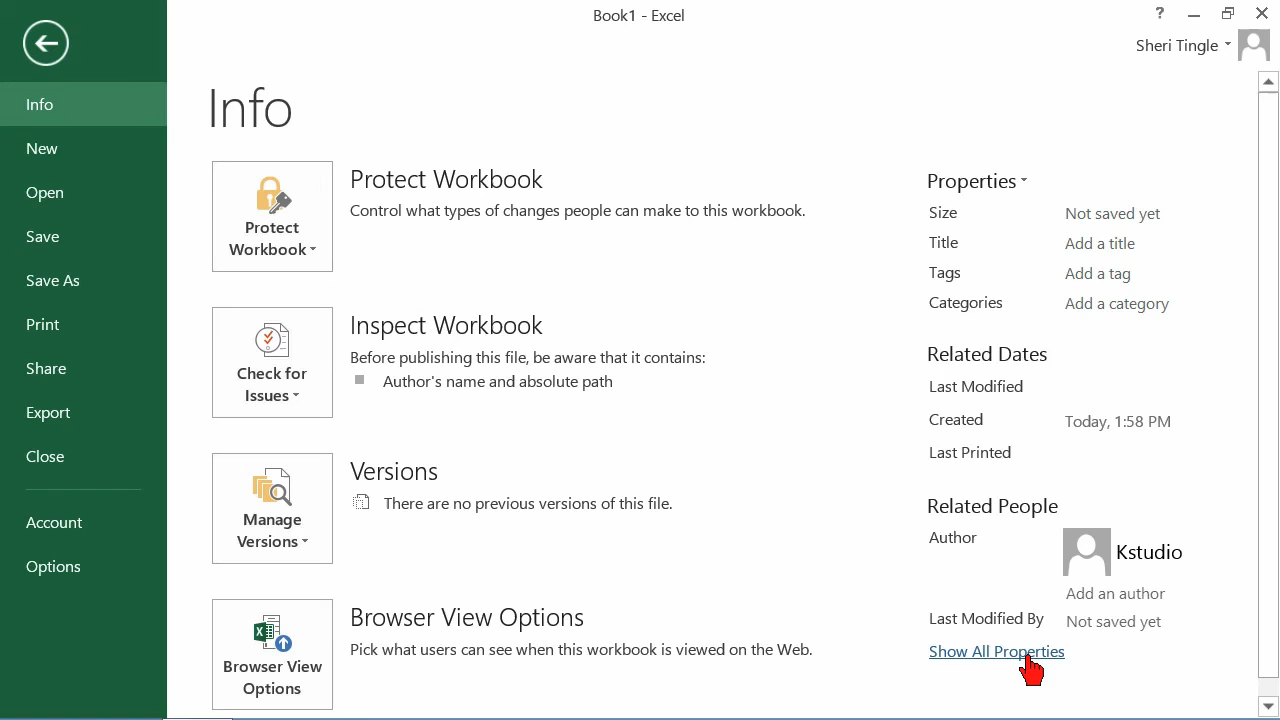 Book1 - Excel
?
Sheri Tingle
Info
New
Open
Save
Save As
Print
Share
Export
Close
Account
Options
Info
Protect
Workbook
Protect Workbook
Control what types of changes people can make to this workbook.
Check for
Issues
Inspect Workbook
Before publishing this file, be aware that it contains:
Author's name and absolute path
Manage
Versions
Versions
There are no previous versions of this file.
Browser View
Options
Browser View Options
Pick what users can see when this workbook is viewed on the Web.
Properties
Size Not saved yet
Title Add a title
Tags Add a tag
Categories Add a category
Related Dates
Last Modified
Created Today, 1:58 PM
Last Printed
Related People
Author Kstudio
Add an author
Last Modified By Not saved yet
Show All Properties